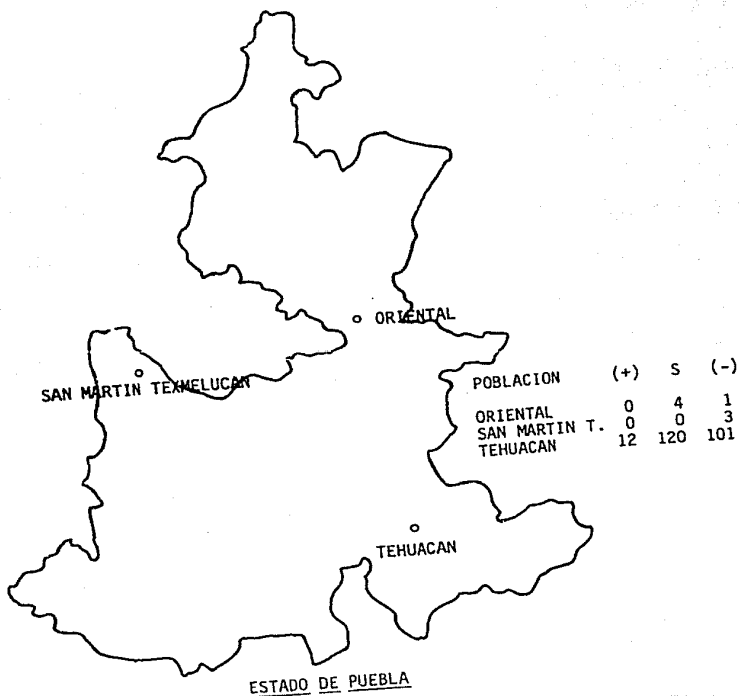 ORIENTAL
SAN MARTIN TEXMELUCAN
POBLACION (+) S (-)
ORIENTAL 0 4 1
SAN MARTIN T. 0 0 3
TEHUACAN 12 120 101
TEHUACAN
ESTADO DE PUEBLA